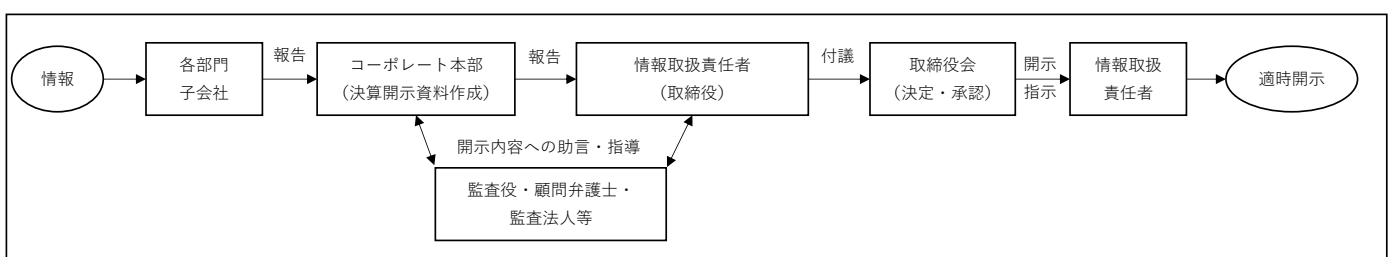 情報
各部門
子会社
報告
コーポレート本部
（決算開示資料作成）
報告
情報取扱責任者
（取締役）
付議
取締役会
（決定・承認）
開示
指示
情報取扱
責任者
適時開示
開示内容への助言・指導
監査役・顧問弁護士・
監査法人等